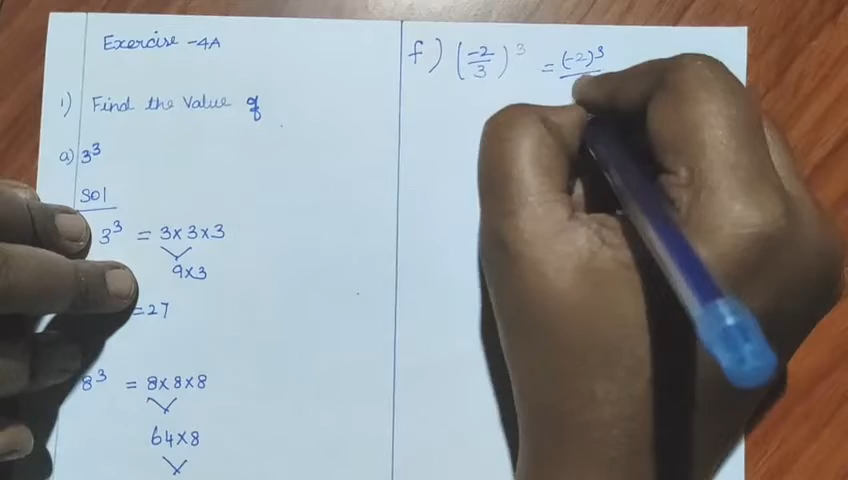 Exercise -4A
1) Find the Value of
a) 3³
Sol
3³ = 3×3×3
9×3
=27
8³ = 8×8×8
64×8
f) (-2/3)³ = (-2)³